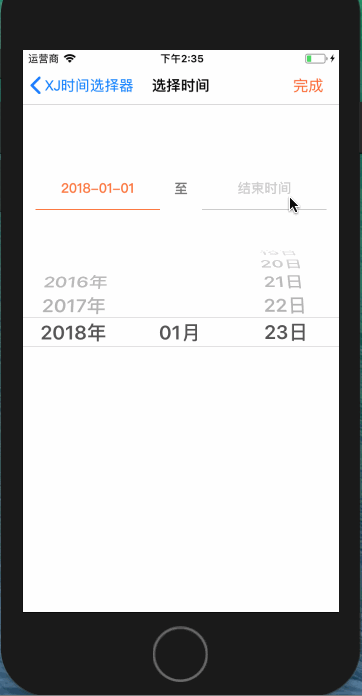 运营商 下午2:35
XJ时间选择器 选择时间 完成
2018-01-01 至 结束时间
19日
20日
2016年 21日
2017年 22日
2018年 01月 23日